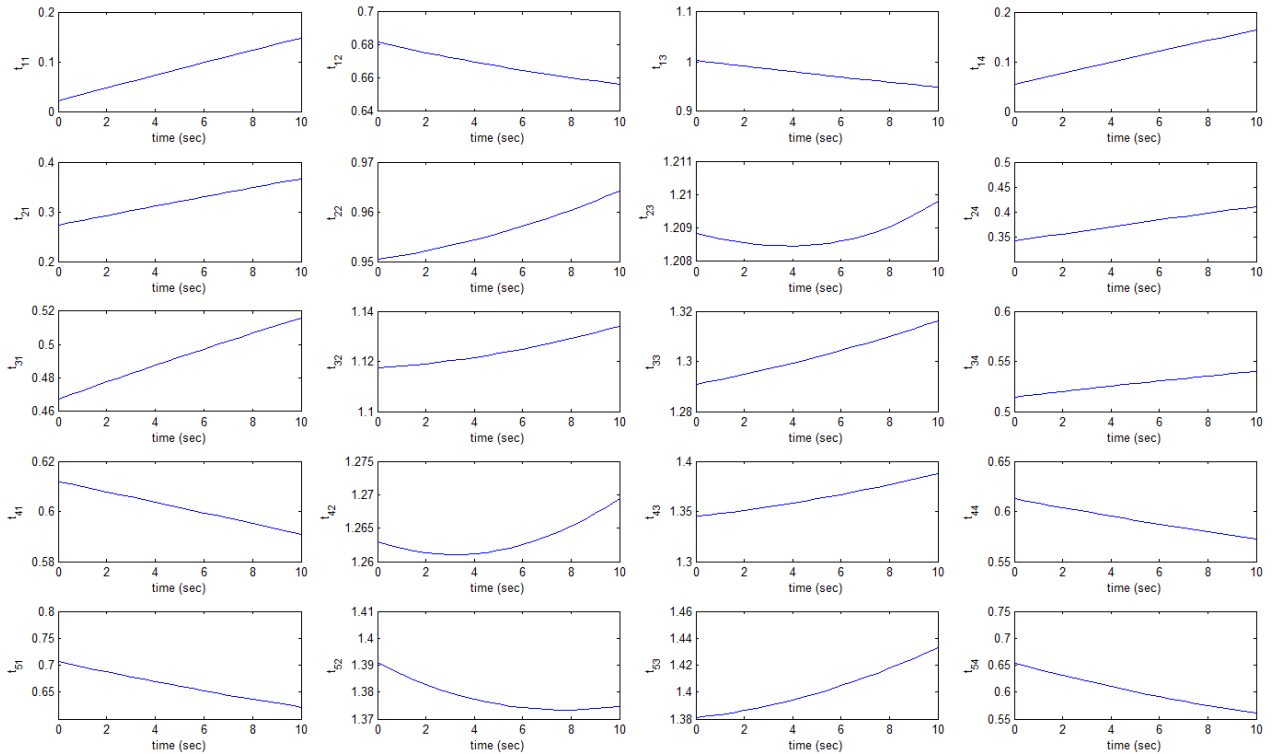 0.2
0.1
0
t11
0 2 4 6 8 10
time (sec)
0.7
0.68
0.66
0.64
t12
0 2 4 6 8 10
time (sec)
1.1
1
0.9
t13
0 2 4 6 8 10
time (sec)
0.2
0.1
0
t14
0 2 4 6 8 10
time (sec)
0.4
0.3
0.2
t21
0 2 4 6 8 10
time (sec)
0.97
0.96
0.95
t22
0 2 4 6 8 10
time (sec)
1.211
1.21
1.209
1.208
t23
0 2 4 6 8 10
time (sec)
0.5
0.45
0.4
0.35
t24
0 2 4 6 8 10
time (sec)
0.52
0.5
0.48
0.46
t31
0 2 4 6 8 10
time (sec)
1.14
1.12
1.1
t32
0 2 4 6 8 10
time (sec)
1.32
1.3
1.28
t33
0 2 4 6 8 10
time (sec)
0.6
0.55
0.5
t34
0 2 4 6 8 10
time (sec)
0.62
0.6
0.58
t41
0 2 4 6 8 10
time (sec)
1.275
1.27
1.265
1.26
t42
0 2 4 6 8 10
time (sec)
1.4
1.35
1.3
t43
0 2 4 6 8 10
time (sec)
0.65
0.6
0.55
t44
0 2 4 6 8 10
time (sec)
0.8
0.75
0.7
0.65
t51
0 2 4 6 8 10
time (sec)
1.41
1.4
1.39
1.38
1.37
t52
0 2 4 6 8 10
time (sec)
1.46
1.44
1.42
1.4
1.38
t53
0 2 4 6 8 10
time (sec)
0.75
0.7
0.65
0.6
0.55
t54
0 2 4 6 8 10
time (sec)